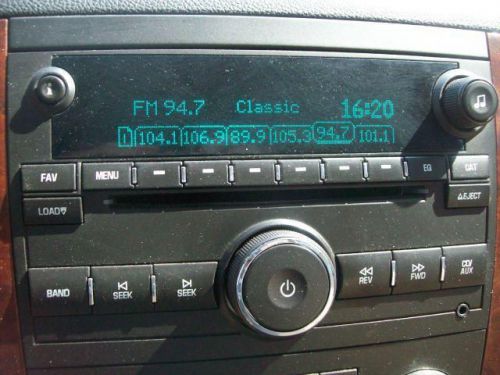 FM 94.7 Classic 16:20
1 104.1 106.9 89.9 105.3 94.7 101.1
FAV MENU EQ CAT
LOAD EJECT
BAND SEEK SEEK REV FWD CD/AUX